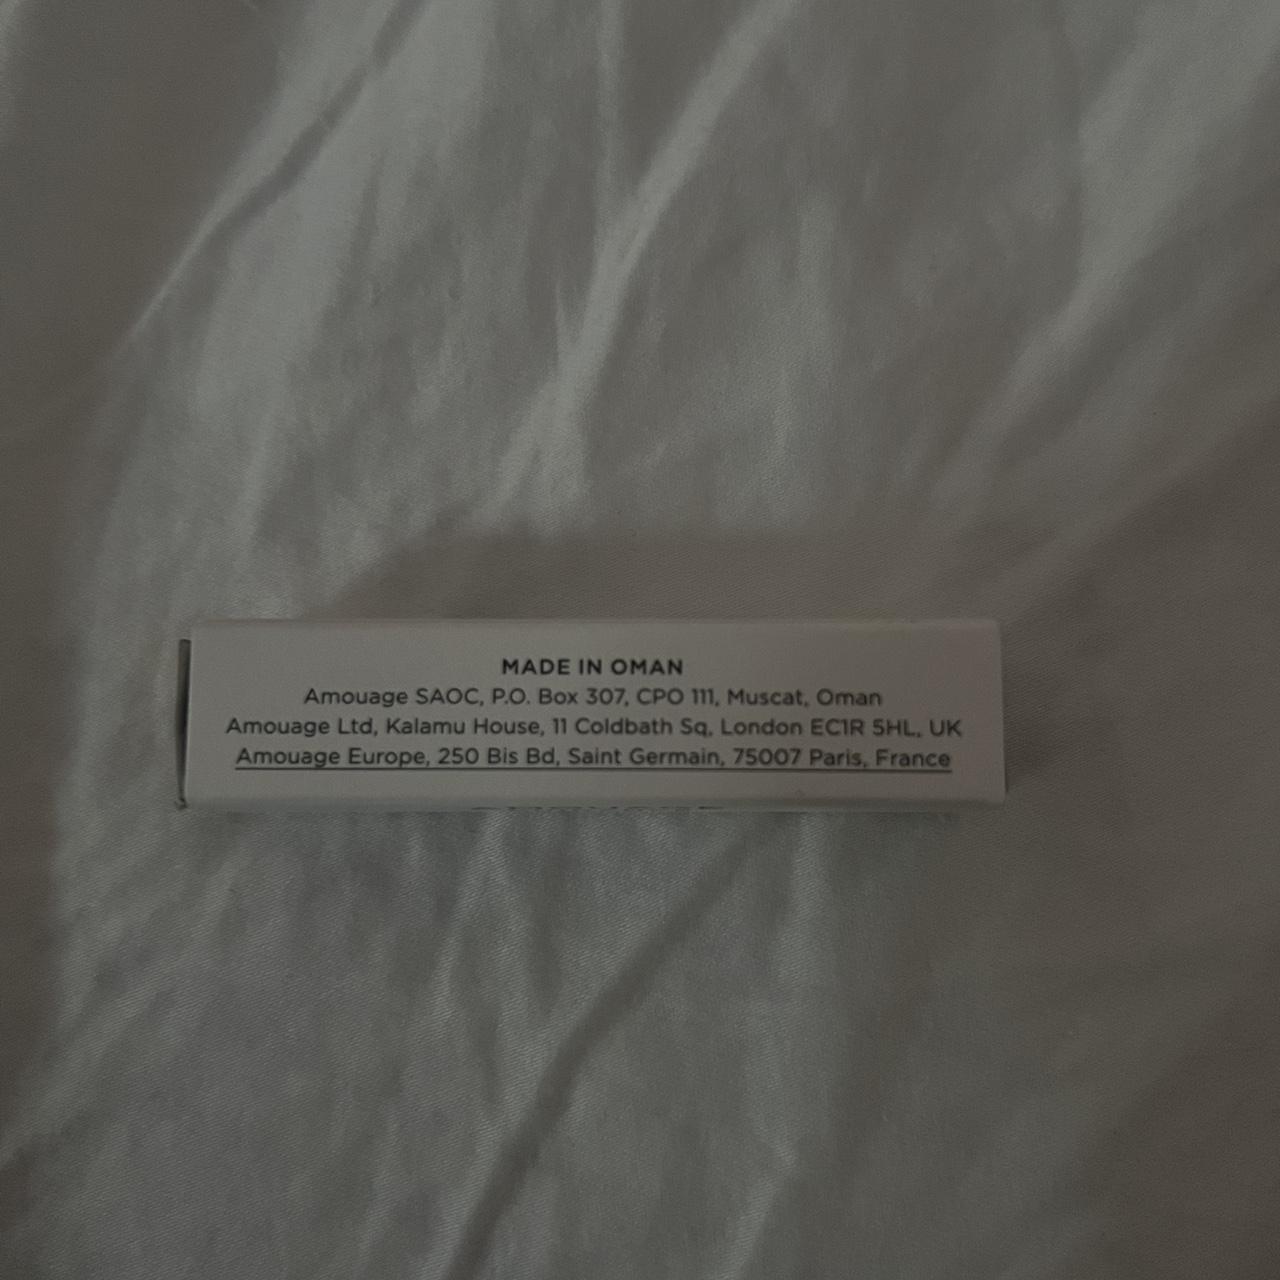 MADE IN OMAN
Amouage SAOC, P.O. Box 307, CPO 111, Muscat, Oman
Amouage Ltd, Kalamu House, 11 Coldbath Sq, London EC1R 5HL, UK
Amouage Europe, 250 Bis Bd, Saint Germain, 75007 Paris, France